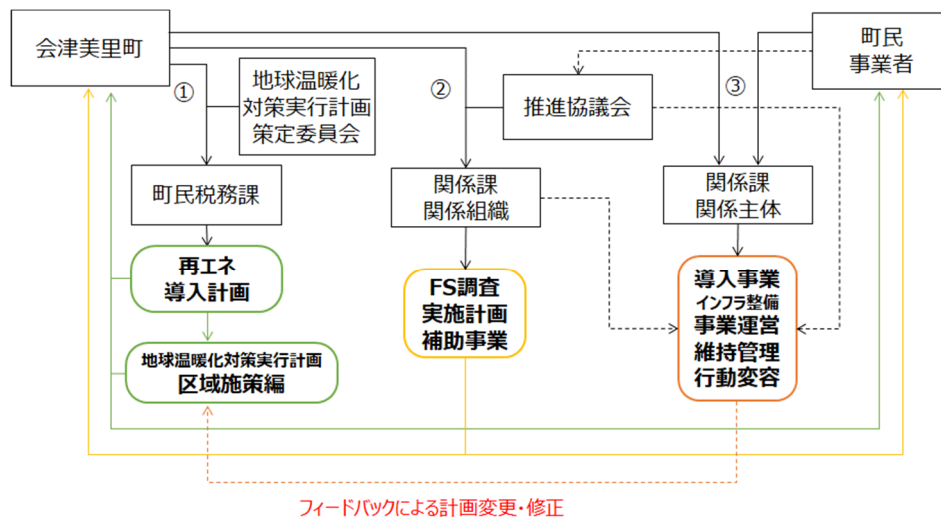 会津美里町
町民
事業者
①
地球温暖化
対策実行計画
策定委員会
②
推進協議会
③
町民税務課
関係課
関係組織
関係課
関係主体
再エネ
導入計画
FS調査
実施計画
補助事業
導入事業
インフラ整備
事業運営
維持管理
行動変容
地球温暖化対策実行計画
区域施策編
フィードバックによる計画変更・修正